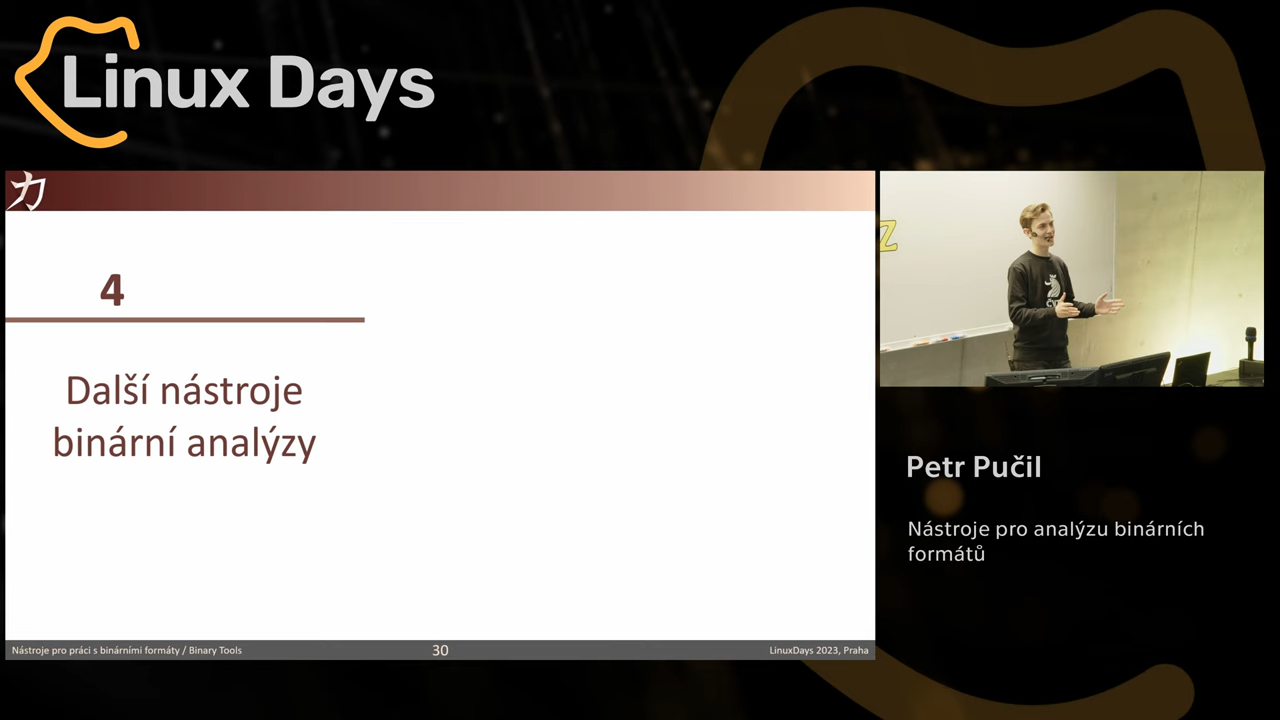 Linux Days
力
4
Další nástroje
binární analýzy
Nástroje pro práci s binárními formáty / Binary Tools
30
LinuxDays 2023, Praha
Z
Petr Pučil
Nástroje pro analýzu binárních
formátů